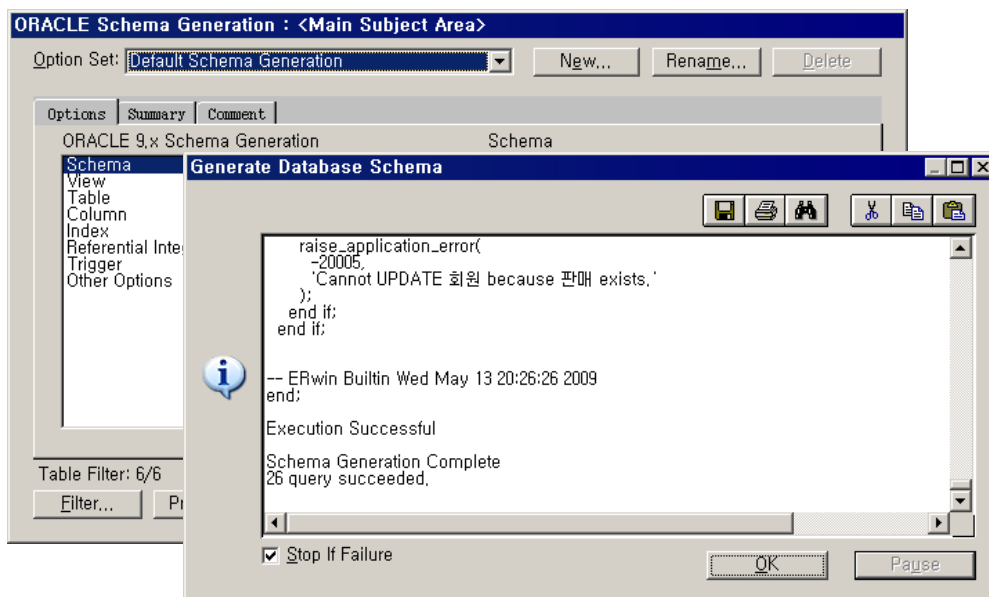 ORACLE Schema Generation : <Main Subject Area>
Option Set: Default Schema Generation New... Rename... Delete
Options Summary Comment
ORACLE 9.x Schema Generation Schema
Schema
View
Table
Column
Index
Referential Inte
Trigger
Other Options
Table Filter: 6/6
Filter... Pr
Generate Database Schema
raise_application_error(
-20005,
'Cannot UPDATE 회원 because 판매 exists.'
);
end if;
end if;
-- ERwin Builtin Wed May 13 20:26:26 2009
end;
Execution Successful
Schema Generation Complete
26 query succeeded.
Stop If Failure
OK Pause